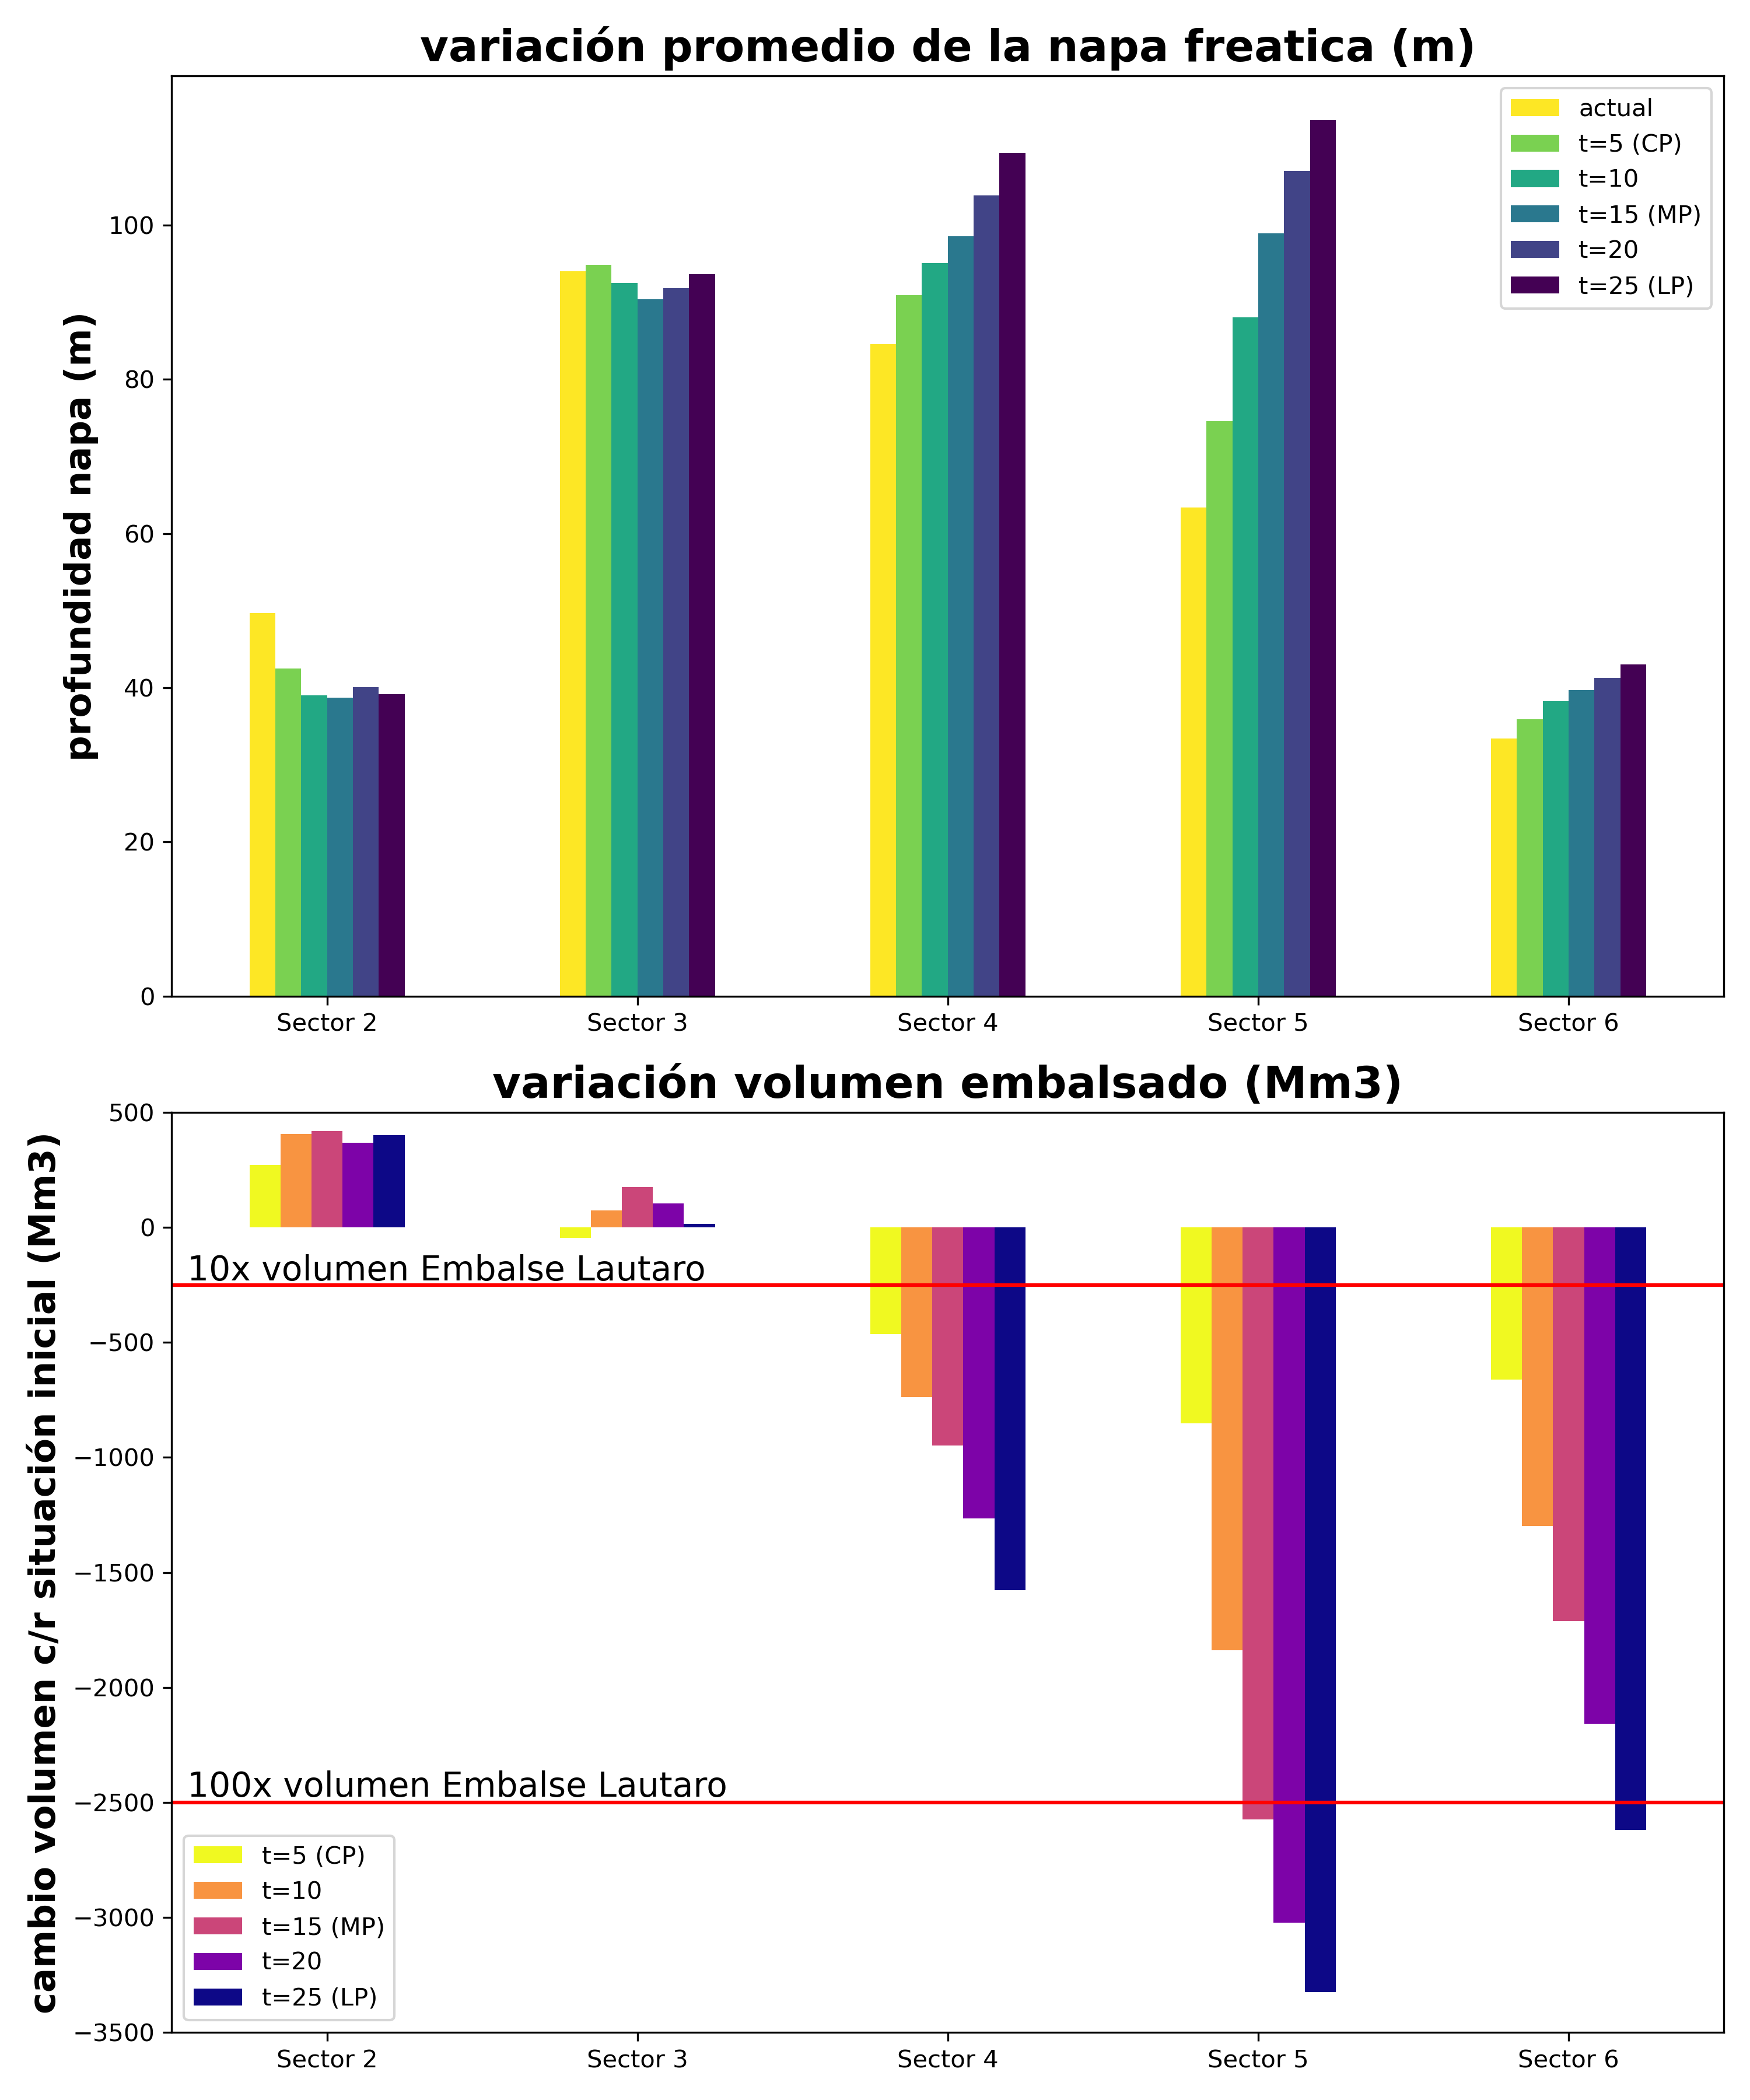 variación promedio de la napa freatica (m)
profundidad napa (m)
100
80
60
40
20
0
actual
t=5 (CP)
t=10
t=15 (MP)
t=20
t=25 (LP)
Sector 2
Sector 3
Sector 4
Sector 5
Sector 6
variación volumen embalsado (Mm3)
cambio volumen c/r situación inicial (Mm3)
500
0
−500
−1000
−1500
−2000
−2500
−3000
−3500
10x volumen Embalse Lautaro
100x volumen Embalse Lautaro
t=5 (CP)
t=10
t=15 (MP)
t=20
t=25 (LP)
Sector 2
Sector 3
Sector 4
Sector 5
Sector 6